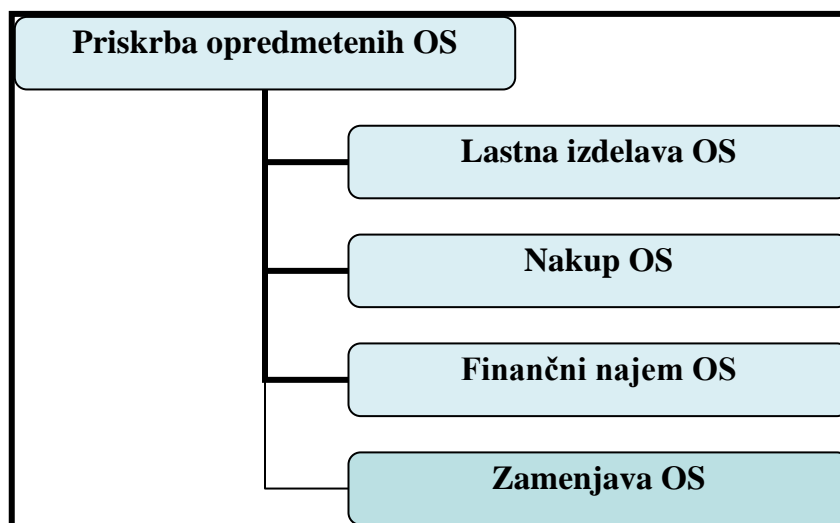 Priskrba opredmetenih OS
Lastna izdelava OS
Nakup OS
Finančni najem OS
Zamenjava OS